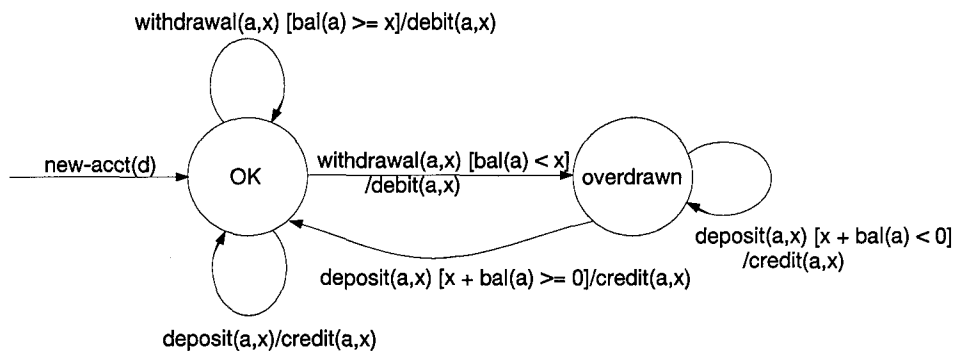 withdrawal(a,x) [bal(a) >= x]/debit(a,x)
new-acct(d)
OK
withdrawal(a,x) [bal(a) < x]
/debit(a,x)
overdrawn
deposit(a,x) [x + bal(a) < 0]
/credit(a,x)
deposit(a,x) [x + bal(a) >= 0]/credit(a,x)
deposit(a,x)/credit(a,x)